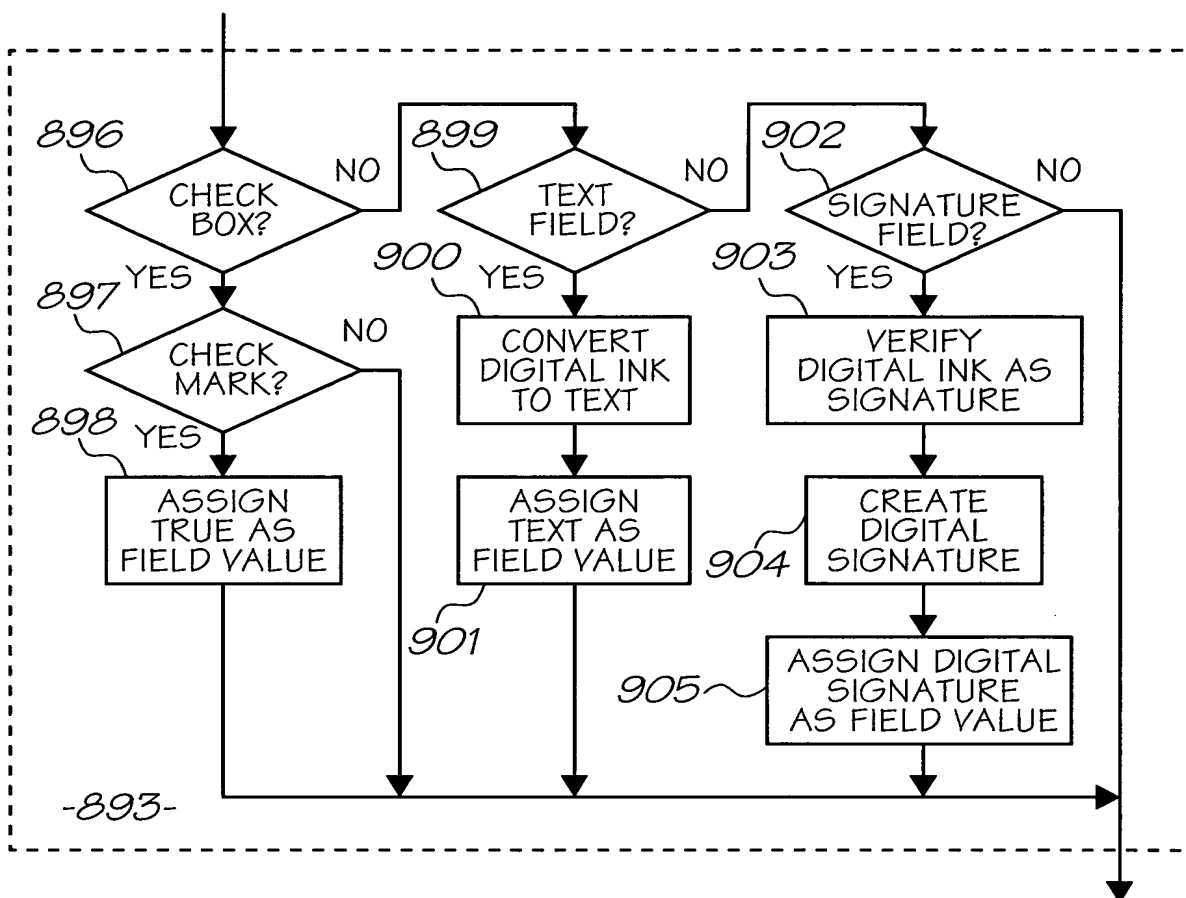 896
CHECK
BOX?
NO
YES
899
TEXT
FIELD?
NO
YES
902
SIGNATURE
FIELD?
NO
YES
897
CHECK
MARK?
NO
YES
900
CONVERT
DIGITAL INK
TO TEXT
903
VERIFY
DIGITAL INK AS
SIGNATURE
898
ASSIGN
TRUE AS
FIELD VALUE
ASSIGN
TEXT AS
FIELD VALUE
901
CREATE
DIGITAL
SIGNATURE
904
ASSIGN DIGITAL
SIGNATURE
AS FIELD VALUE
905
-893-